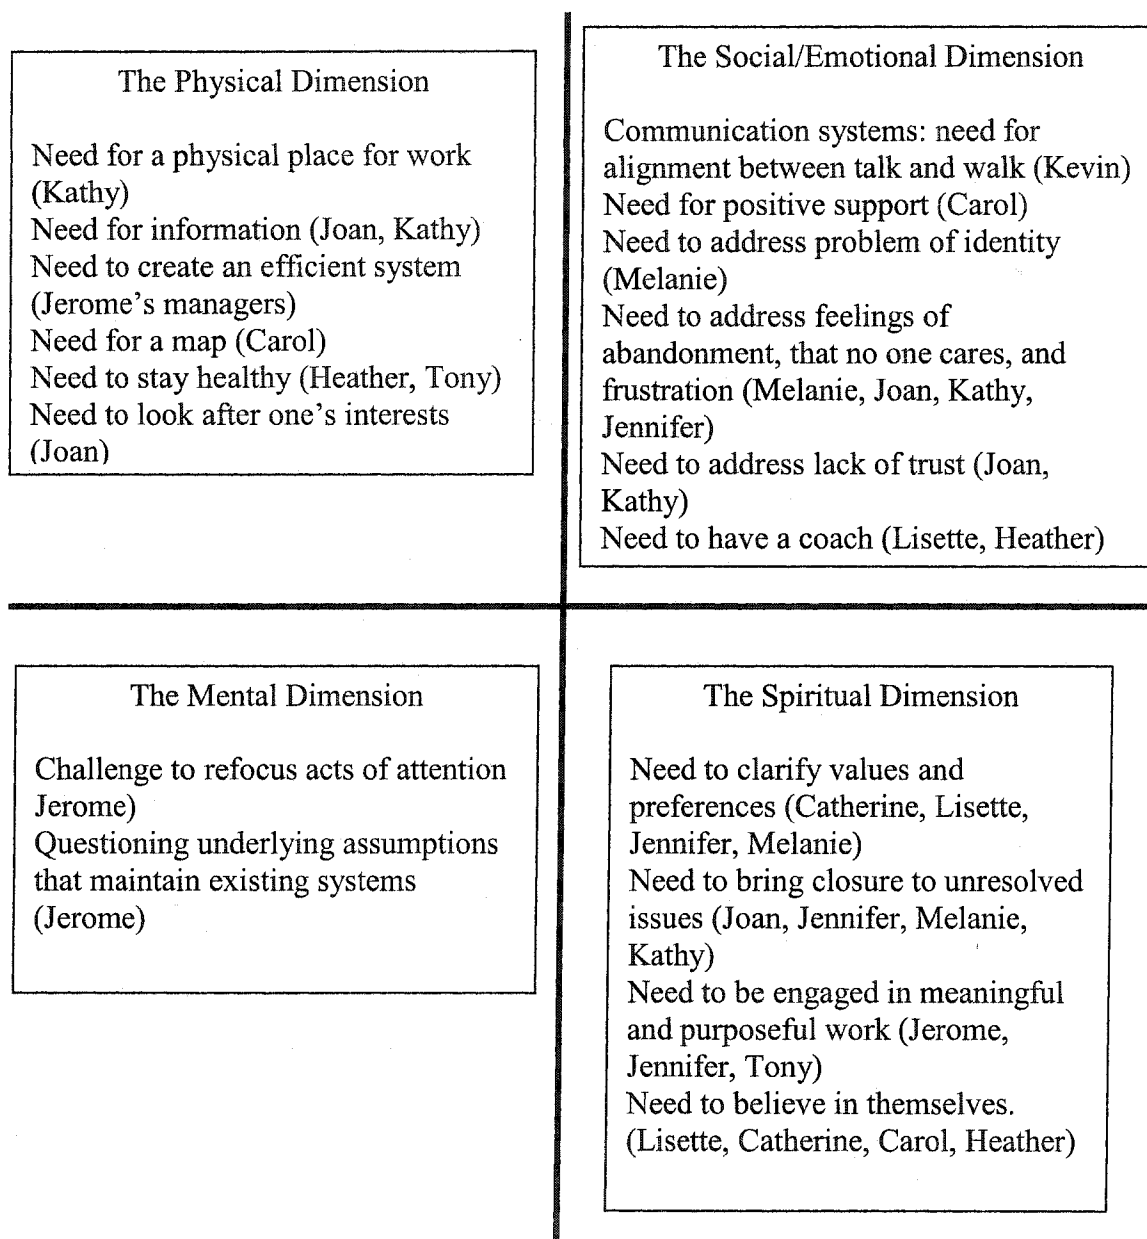 The Physical Dimension
Need for a physical place for work
(Kathy)
Need for information (Joan, Kathy)
Need to create an efficient system
(Jerome's managers)
Need for a map (Carol)
Need to stay healthy (Heather, Tony)
Need to look after one's interests
(Joan)
The Social/Emotional Dimension
Communication systems: need for
alignment between talk and walk (Kevin)
Need for positive support (Carol)
Need to address problem of identity
(Melanie)
Need to address feelings of
abandonment, that no one cares, and
frustration (Melanie, Joan, Kathy,
Jennifer)
Need to address lack of trust (Joan,
Kathy)
Need to have a coach (Lisette, Heather)
The Mental Dimension
Challenge to refocus acts of attention
Jerome)
Questioning underlying assumptions
that maintain existing systems
(Jerome)
The Spiritual Dimension
Need to clarify values and
preferences (Catherine, Lisette,
Jennifer, Melanie)
Need to bring closure to unresolved
issues (Joan, Jennifer, Melanie,
Kathy)
Need to be engaged in meaningful
and purposeful work (Jerome,
Jennifer, Tony)
Need to believe in themselves.
(Lisette, Catherine, Carol, Heather)